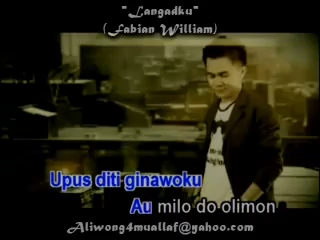 "Langadku"
(Fabian William)
Upus diti ginawoku
Au milo do olimon
Aliwong4muallaf@yahoo.com